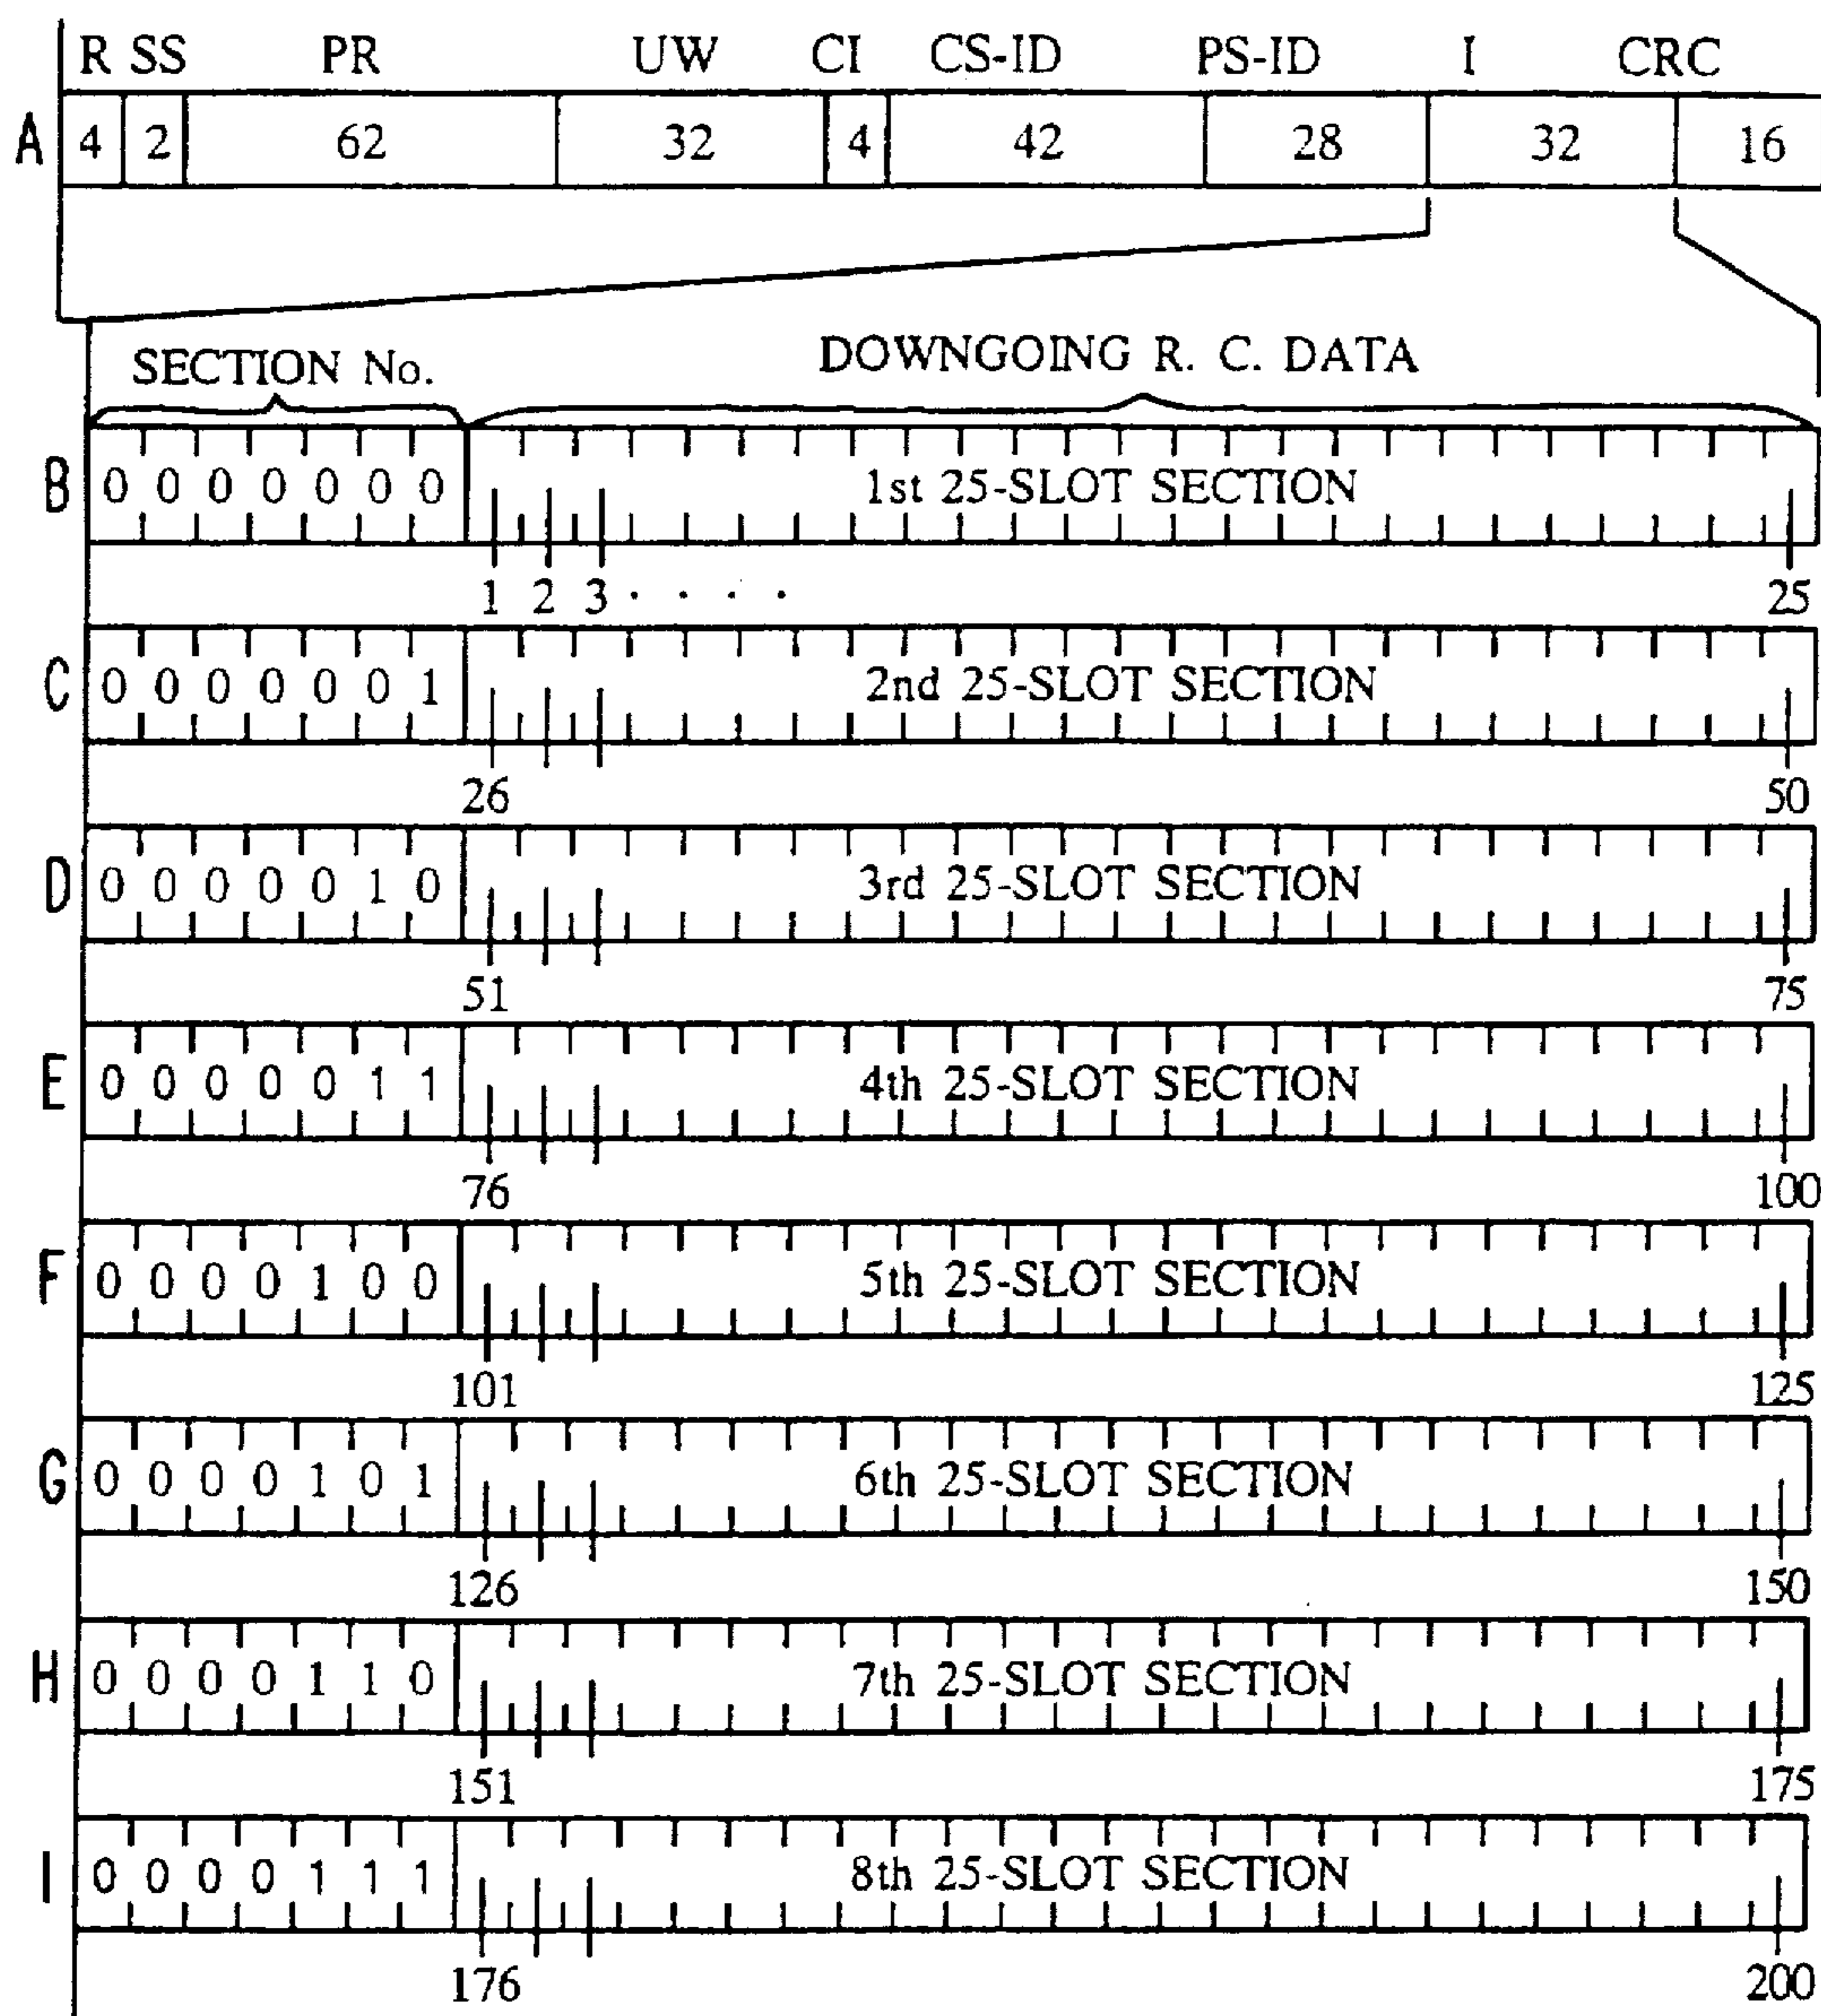 R SS PR UW CI CS-ID PS-ID I CRC
A 4 2 62 32 4 42 28 32 16
SECTION No. DOWNGOING R. C. DATA
B 0 0 0 0 0 0 0 1st 25-SLOT SECTION
1 2 3 · · · · 25
C 0 0 0 0 0 0 1 2nd 25-SLOT SECTION
26 50
D 0 0 0 0 0 1 0 3rd 25-SLOT SECTION
51 75
E 0 0 0 0 0 1 1 4th 25-SLOT SECTION
76 100
F 0 0 0 0 1 0 0 5th 25-SLOT SECTION
101 125
G 0 0 0 0 1 0 1 6th 25-SLOT SECTION
126 150
H 0 0 0 0 1 1 0 7th 25-SLOT SECTION
151 175
I 0 0 0 0 1 1 1 8th 25-SLOT SECTION
176 200